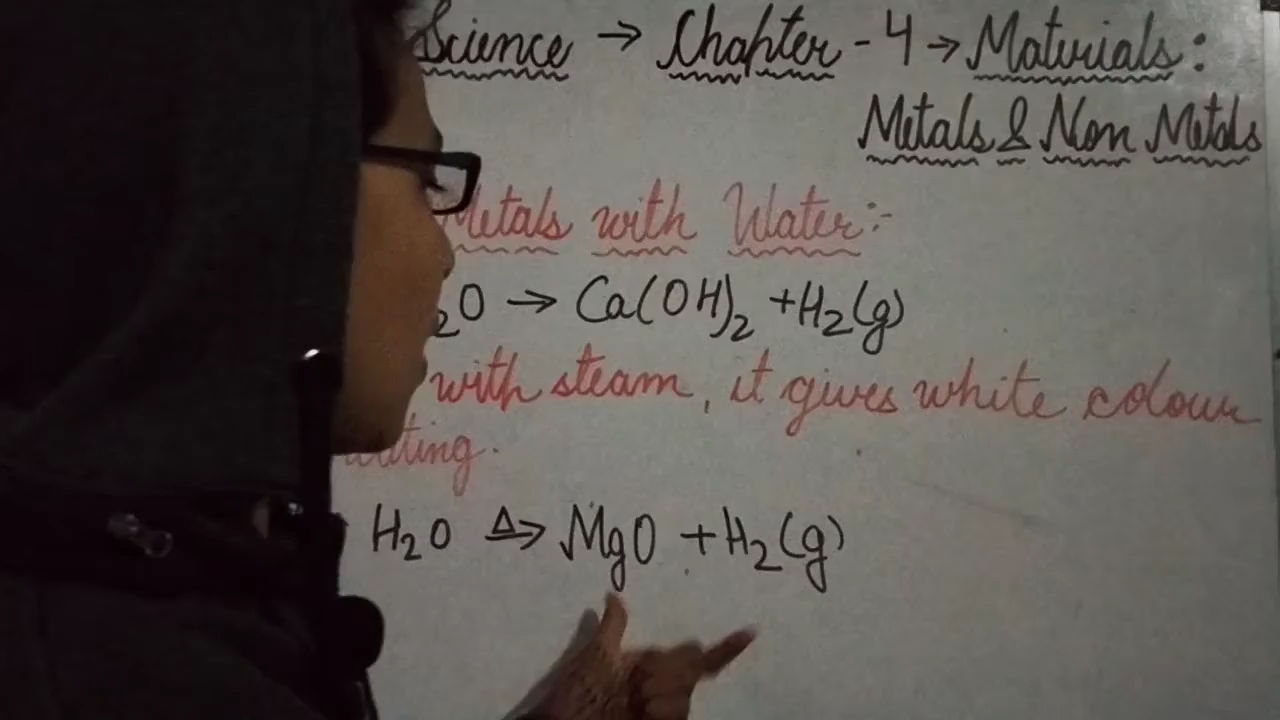 Science → Chapter - 4 → Materials:
Metals & Non Metals
Metals with Water:-
₂O → Ca(OH)₂ + H₂(g)
with steam, it gives white colour
H₂O ≙> MgO + H₂(g)